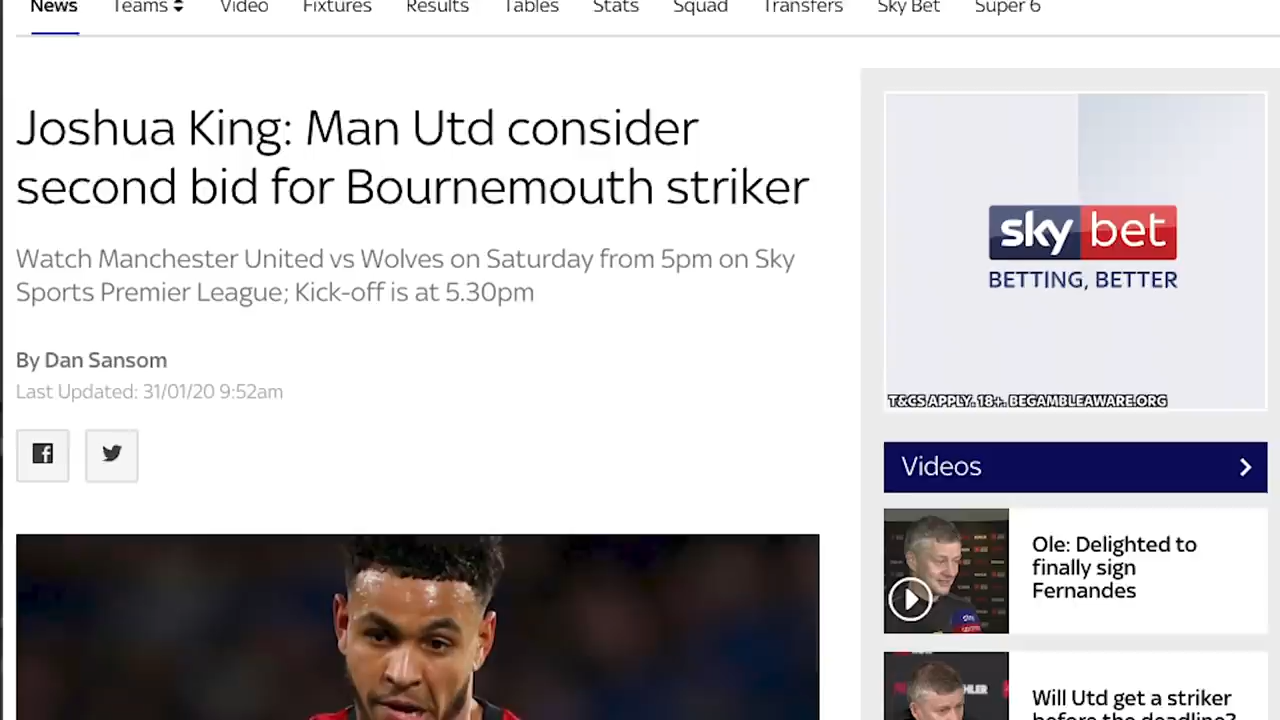 News Teams Video Fixtures Results Tables Stats Squad Transfers Sky Bet Super 6
Joshua King: Man Utd consider
second bid for Bournemouth striker
Watch Manchester United vs Wolves on Saturday from 5pm on Sky
Sports Premier League; Kick-off is at 5.30pm
By Dan Sansom
Last Updated: 31/01/20 9:52am
sky bet
BETTING, BETTER
T&CS APPLY. 18+. BEGAMBLEAWARE.ORG
Videos
Ole: Delighted to
finally sign
Fernandes
Will Utd get a striker
before the deadline?